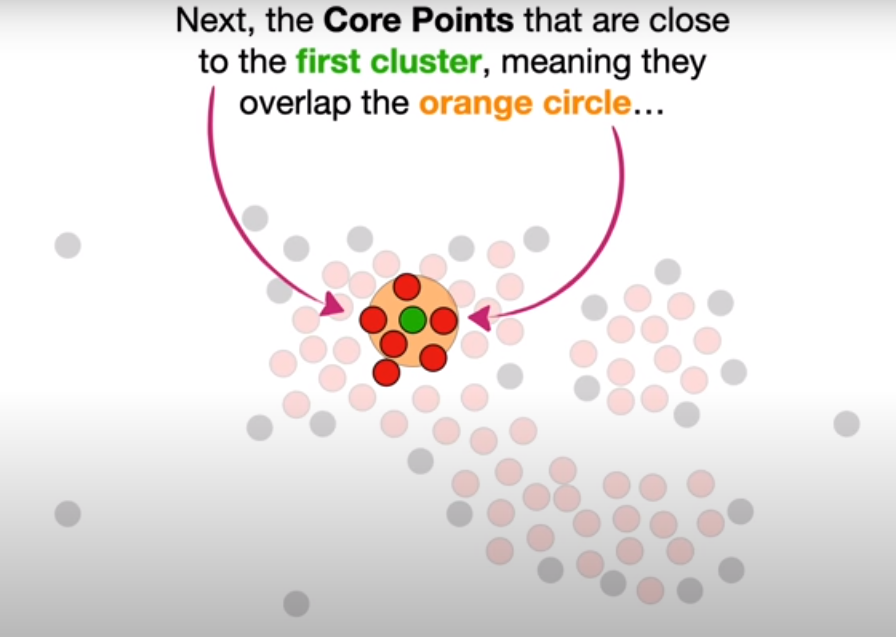 Next, the Core Points that are close
to the first cluster, meaning they
overlap the orange circle...